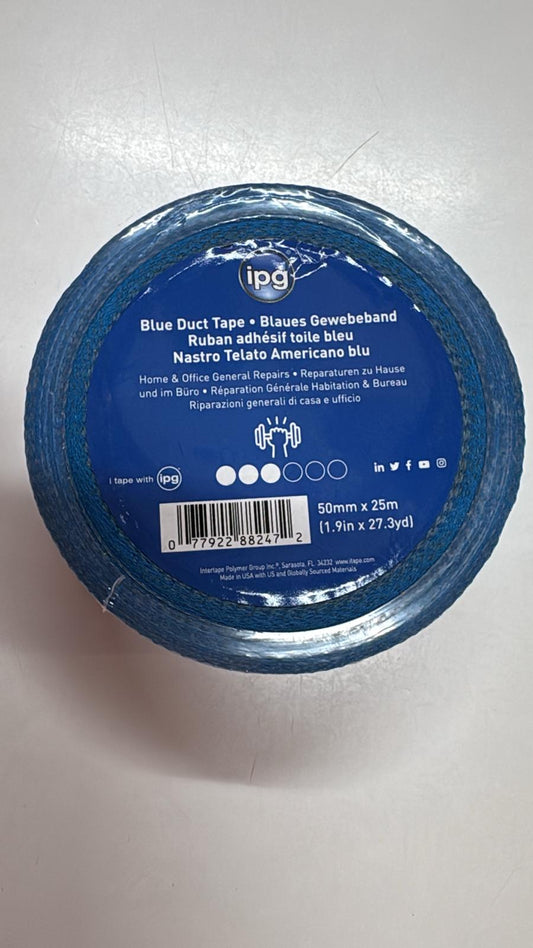 ipg
Blue Duct Tape • Blaues Gewebeband
Ruban adhésif toile bleu
Nastro Telato Americano blu
Home & Office General Repairs • Reparaturen zu Hause
und im Büro • Réparation Générale Habitation & Bureau
Riparazioni generali di casa e ufficio
I tape with ipg
50mm x 25m
(1.9in x 27.3yd)
0 77922 88247 2
Intertape Polymer Group Inc.®, Sarasota, FL 34232 www.itape.com
Made in USA with US and Globally Sourced Materials